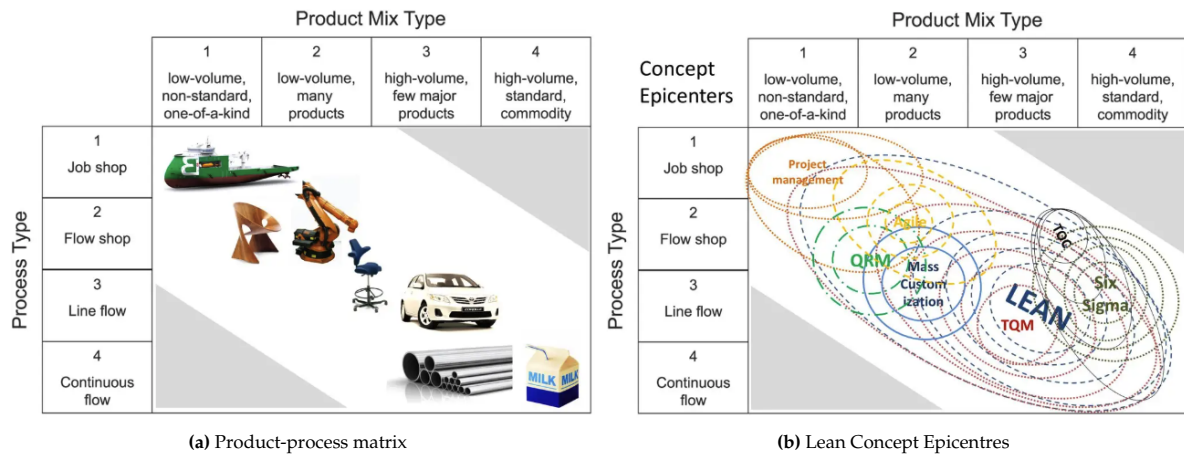 Product Mix Type
1
low-volume,
non-standard,
one-of-a-kind
2
low-volume,
many
products
3
high-volume,
few major
products
4
high-volume,
standard,
commodity
Process Type
1
Job shop
2
Flow shop
3
Line flow
4
Continuous
flow
MILK
MILK
(a) Product-process matrix
Product Mix Type
Concept
Epicenters
1
low-volume,
non-standard,
one-of-a-kind
2
low-volume,
many
products
3
high-volume,
few major
products
4
high-volume,
standard,
commodity
Process Type
1
Job shop
2
Flow shop
3
Line flow
4
Continuous
flow
Project
management
Agile
QRM
Mass
Custom
ization
TOC
LEAN
TQM
Six
Sigma
(b) Lean Concept Epicentres